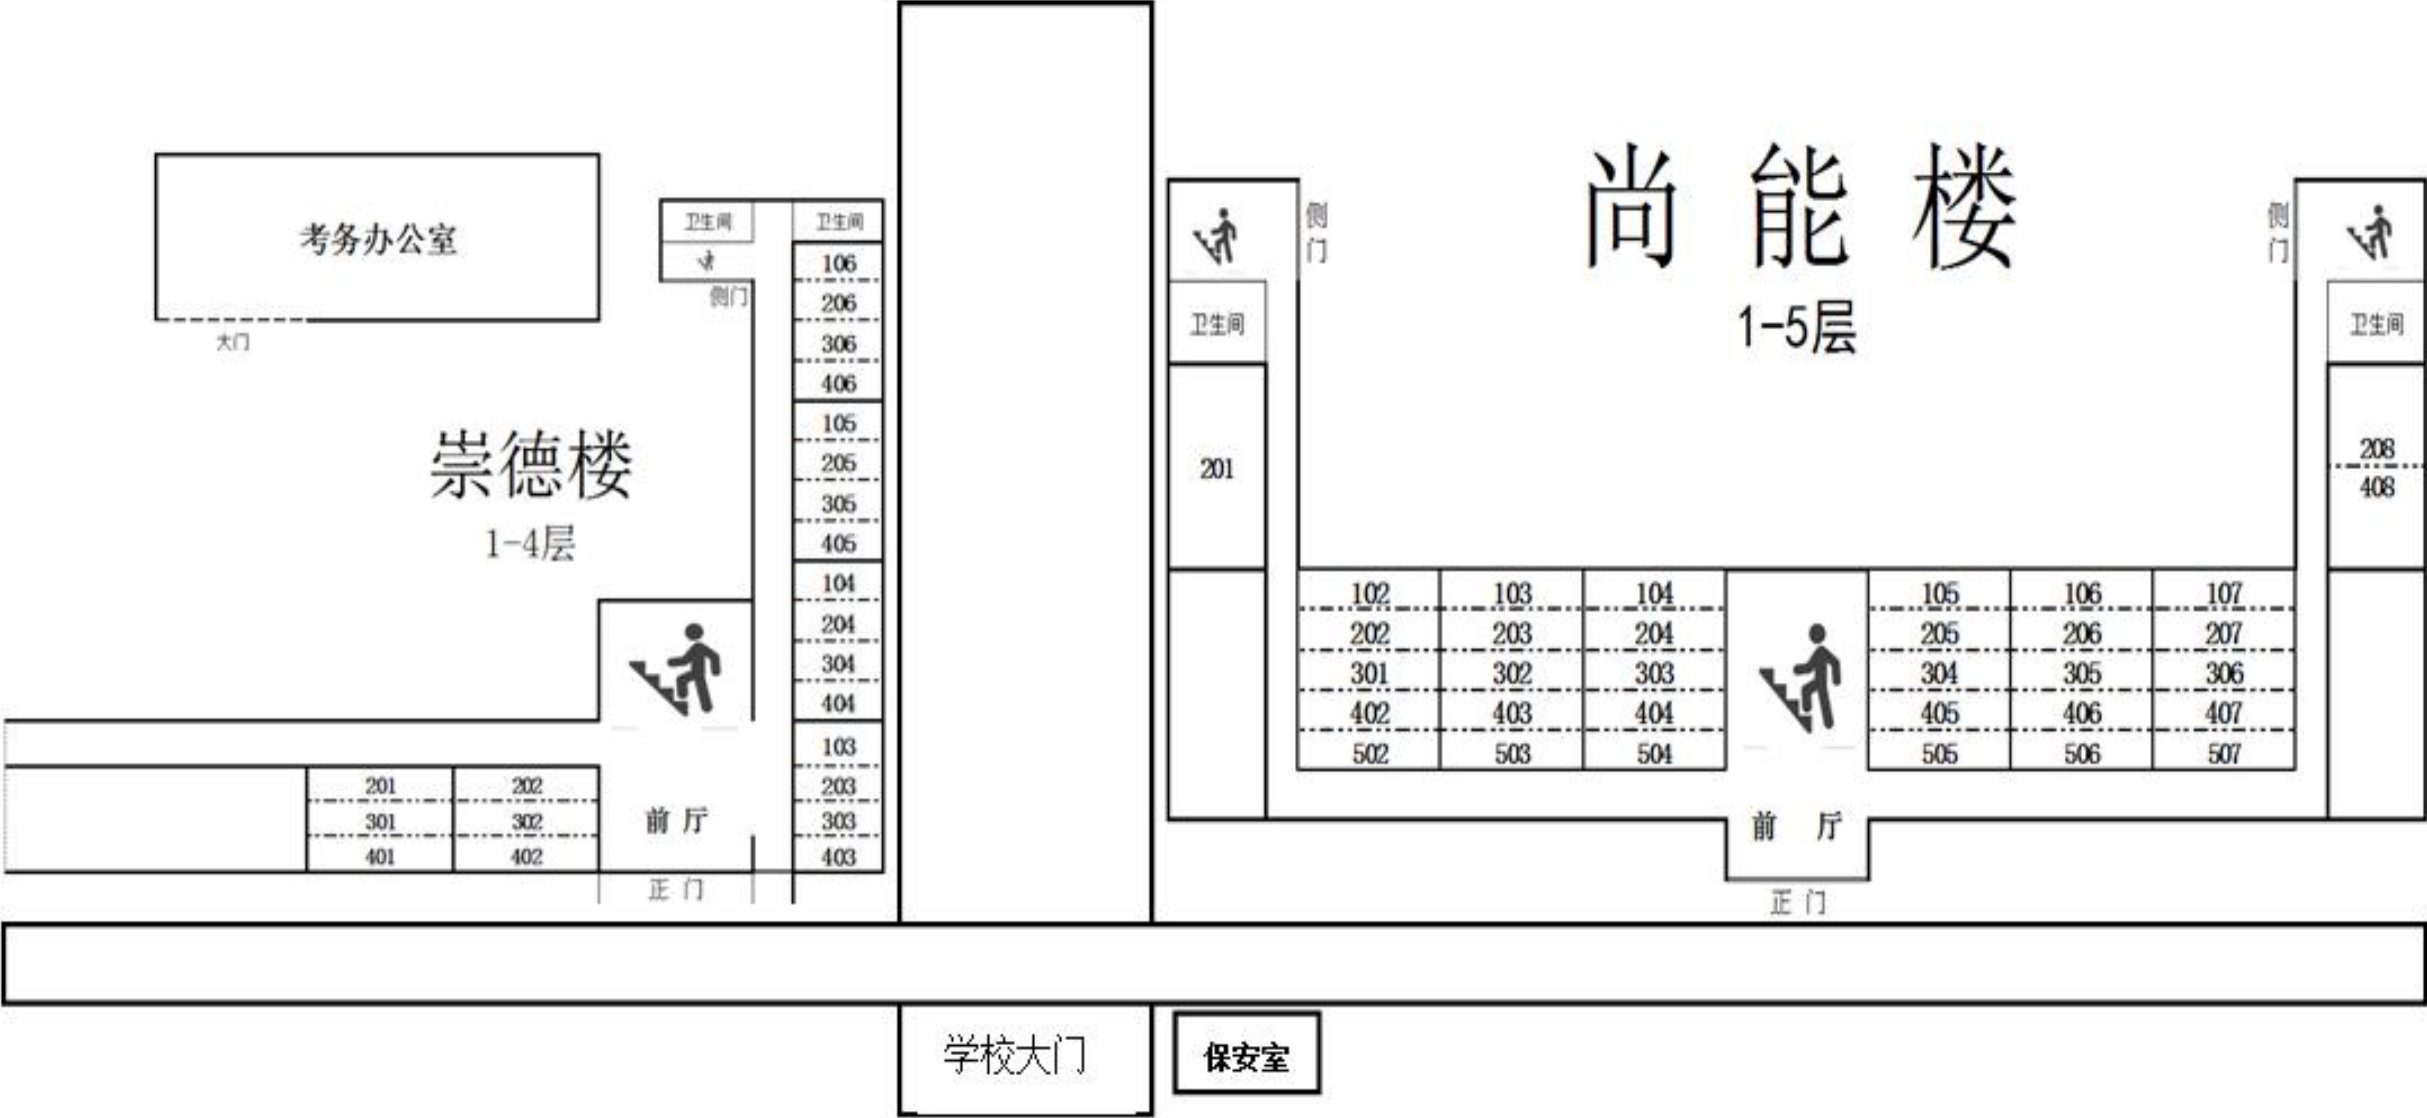 考务办公室
大门
崇德楼
1-4层
卫生间
卫生间
侧门
106
206
306
406
105
205
305
405
104
204
304
404
103
203
303
403
201
202
301
302
401
402
前厅
正门
尚能楼
1-5层
侧门
侧门
卫生间
卫生间
201
208
408
102
103
104
105
106
107
202
203
204
205
206
207
301
302
303
304
305
306
402
403
404
405
406
407
502
503
504
505
506
507
前厅
正门
学校大门
保安室